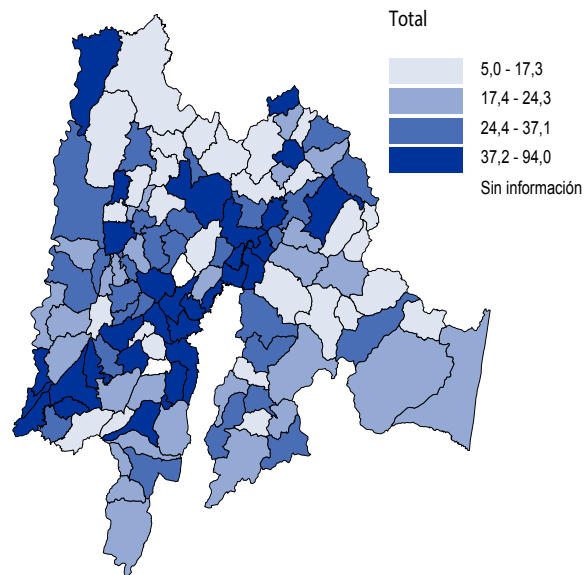 Total
5,0 - 17,3
17,4 - 24,3
24,4 - 37,1
37,2 - 94,0
Sin información